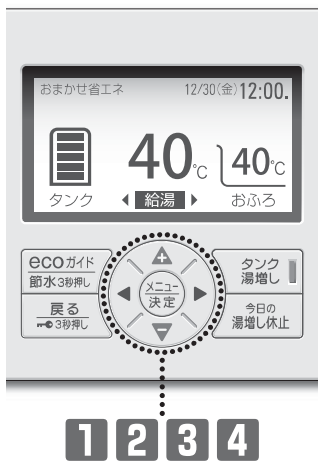 おまかせ省エネ 12/30(金)12:00.
40℃ 40℃
タンク ◀ 給湯 ▶ おふろ
ecoガイド
節水3秒押し
戻る
3秒押し
+
メニュー
決定
−
タンク
湯増し
今日の
湯増し休止
1 2 3 4